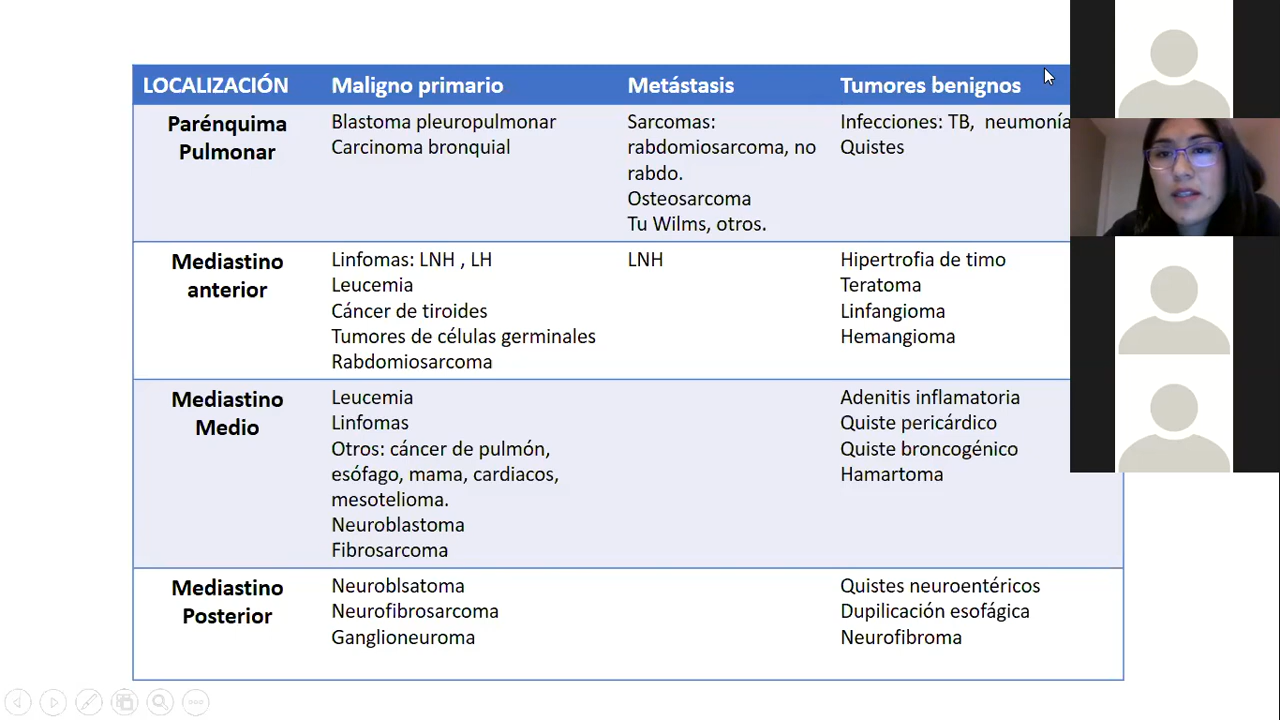 LOCALIZACIÓN Maligno primario Metástasis Tumores benignos
Parénquima
Pulmonar
Blastoma pleuropulmonar
Carcinoma bronquial
Sarcomas:
rabdomiosarcoma, no
rabdo.
Osteosarcoma
Tu Wilms, otros.
Infecciones: TB, neumonía
Quistes
Mediastino
anterior
Linfomas: LNH , LH
Leucemia
Cáncer de tiroides
Tumores de células germinales
Rabdomiosarcoma
LNH
Hipertrofia de timo
Teratoma
Linfangioma
Hemangioma
Mediastino
Medio
Leucemia
Linfomas
Otros: cáncer de pulmón,
esófago, mama, cardiacos,
mesotelioma.
Neuroblastoma
Fibrosarcoma
Adenitis inflamatoria
Quiste pericárdico
Quiste broncogénico
Hamartoma
Mediastino
Posterior
Neuroblsatoma
Neurofibrosarcoma
Ganglioneuroma
Quistes neuroentéricos
Dupilicación esofágica
Neurofibroma